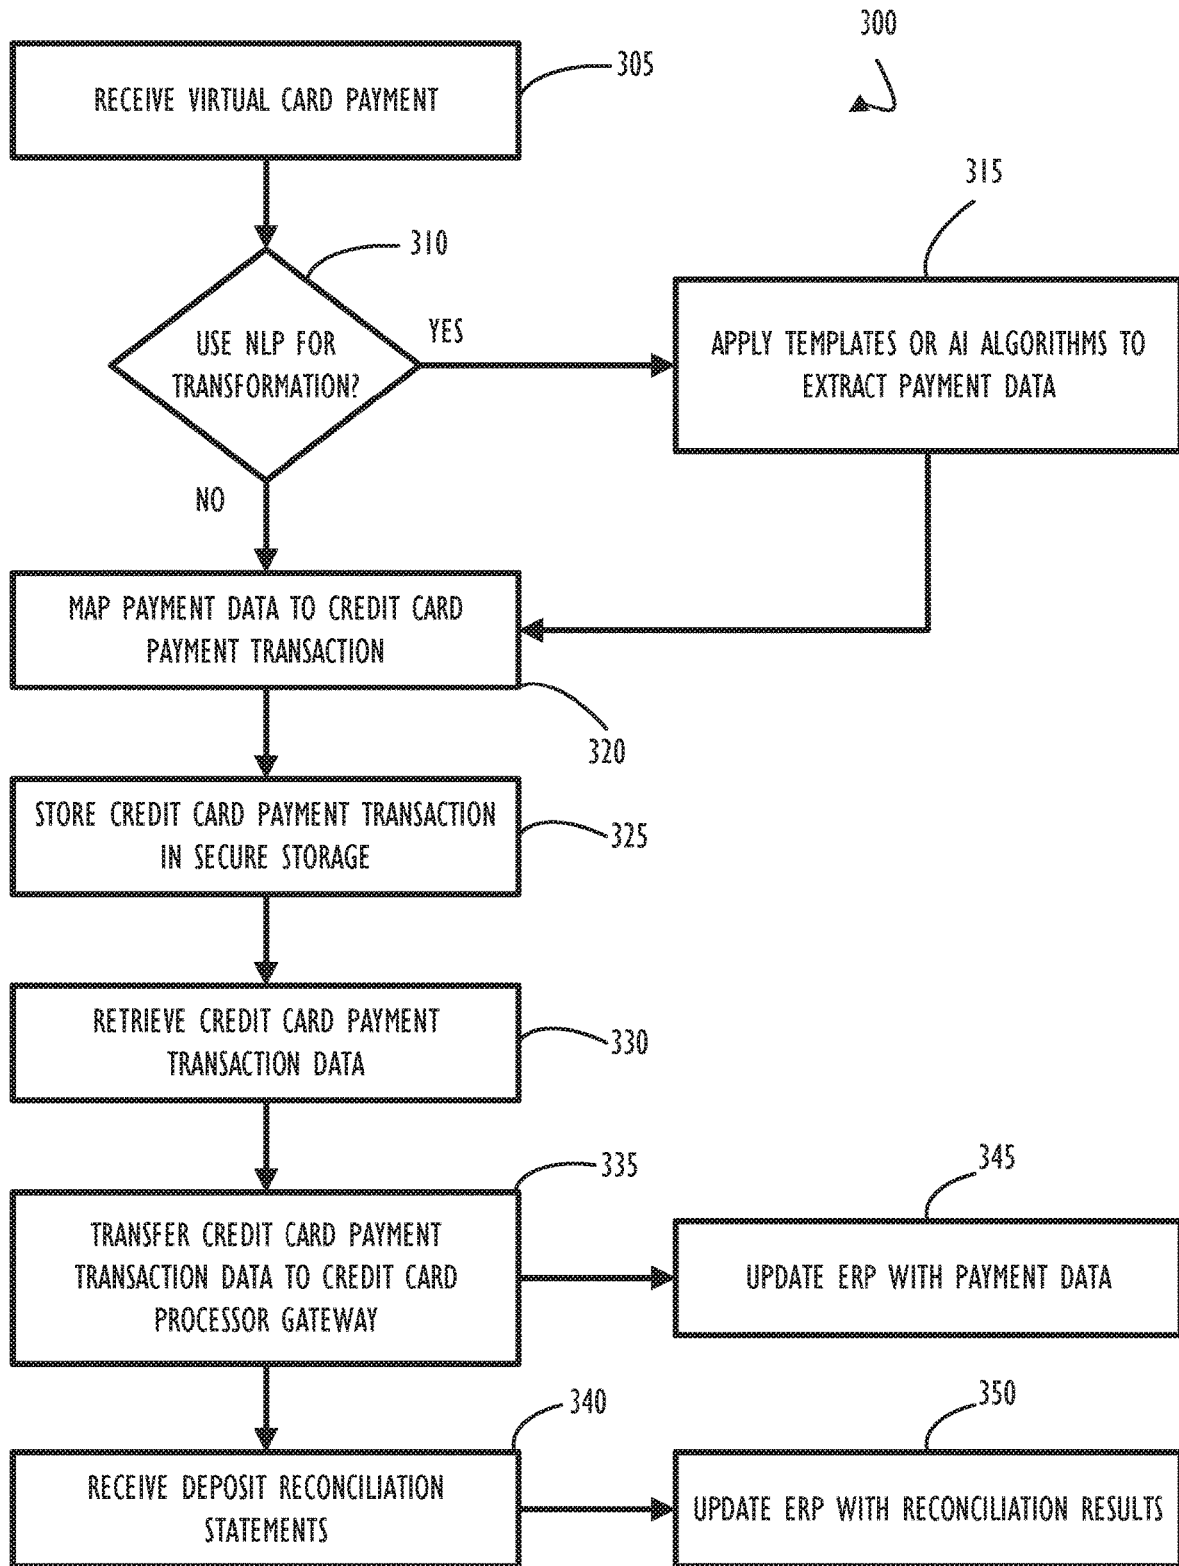 300
305
RECEIVE VIRTUAL CARD PAYMENT
315
310
USE NLP FOR
TRANSFORMATION?
YES
APPLY TEMPLATES OR AI ALGORITHMS TO
EXTRACT PAYMENT DATA
NO
MAP PAYMENT DATA TO CREDIT CARD
PAYMENT TRANSACTION
320
STORE CREDIT CARD PAYMENT TRANSACTION
IN SECURE STORAGE
325
RETRIEVE CREDIT CARD PAYMENT
TRANSACTION DATA
330
335
345
TRANSFER CREDIT CARD PAYMENT
TRANSACTION DATA TO CREDIT CARD
PROCESSOR GATEWAY
UPDATE ERP WITH PAYMENT DATA
340
350
RECEIVE DEPOSIT RECONCILIATION
STATEMENTS
UPDATE ERP WITH RECONCILIATION RESULTS